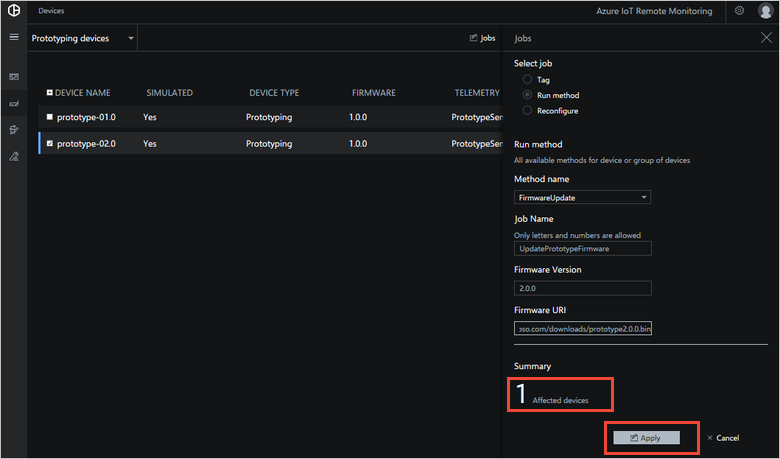 Devices
Azure IoT Remote Monitoring
Prototyping devices
Jobs
DEVICE NAME SIMULATED DEVICE TYPE FIRMWARE TELEMETRY
prototype-01.0 Yes Prototyping 1.0.0 PrototypeSen
prototype-02.0 Yes Prototyping 1.0.0 PrototypeSen
Jobs
Select job
Tag
Run method
Reconfigure
Run method
All available methods for device or group of devices
Method name
FirmwareUpdate
Job Name
Only letters and numbers are allowed
UpdatePrototypeFirmware
Firmware Version
2.0.0
Firmware URI
oso.com/downloads/prototype2.0.0.bin
Summary
1 Affected devices
Apply
Cancel